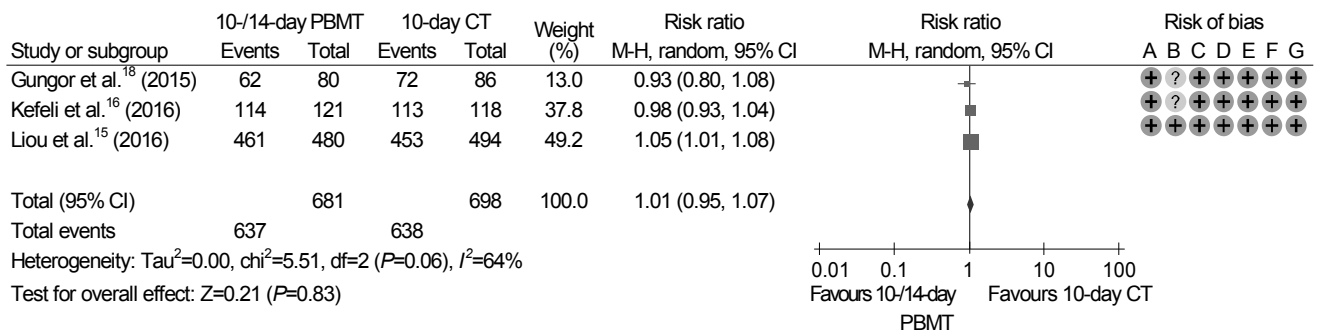 10-/14-day PBMT 10-day CT Weight (%) Risk ratio Risk ratio Risk of bias
Study or subgroup Events Total Events Total M-H, random, 95% CI M-H, random, 95% CI A B C D E F G
Gungor et al.18 (2015) 62 80 72 86 13.0 0.93 (0.80, 1.08) + ? + + + + +
Kefeli et al.16 (2016) 114 121 113 118 37.8 0.98 (0.93, 1.04) + ? + + + + +
Liou et al.15 (2016) 461 480 453 494 49.2 1.05 (1.01, 1.08) + + + + + + +
Total (95% CI) 681 698 100.0 1.01 (0.95, 1.07)
Total events 637 638
Heterogeneity: Tau2=0.00, chi2=5.51, df=2 (P=0.06), I2=64%
Test for overall effect: Z=0.21 (P=0.83)
0.01 0.1 1 10 100
Favours 10-/14-day PBMT Favours 10-day CT